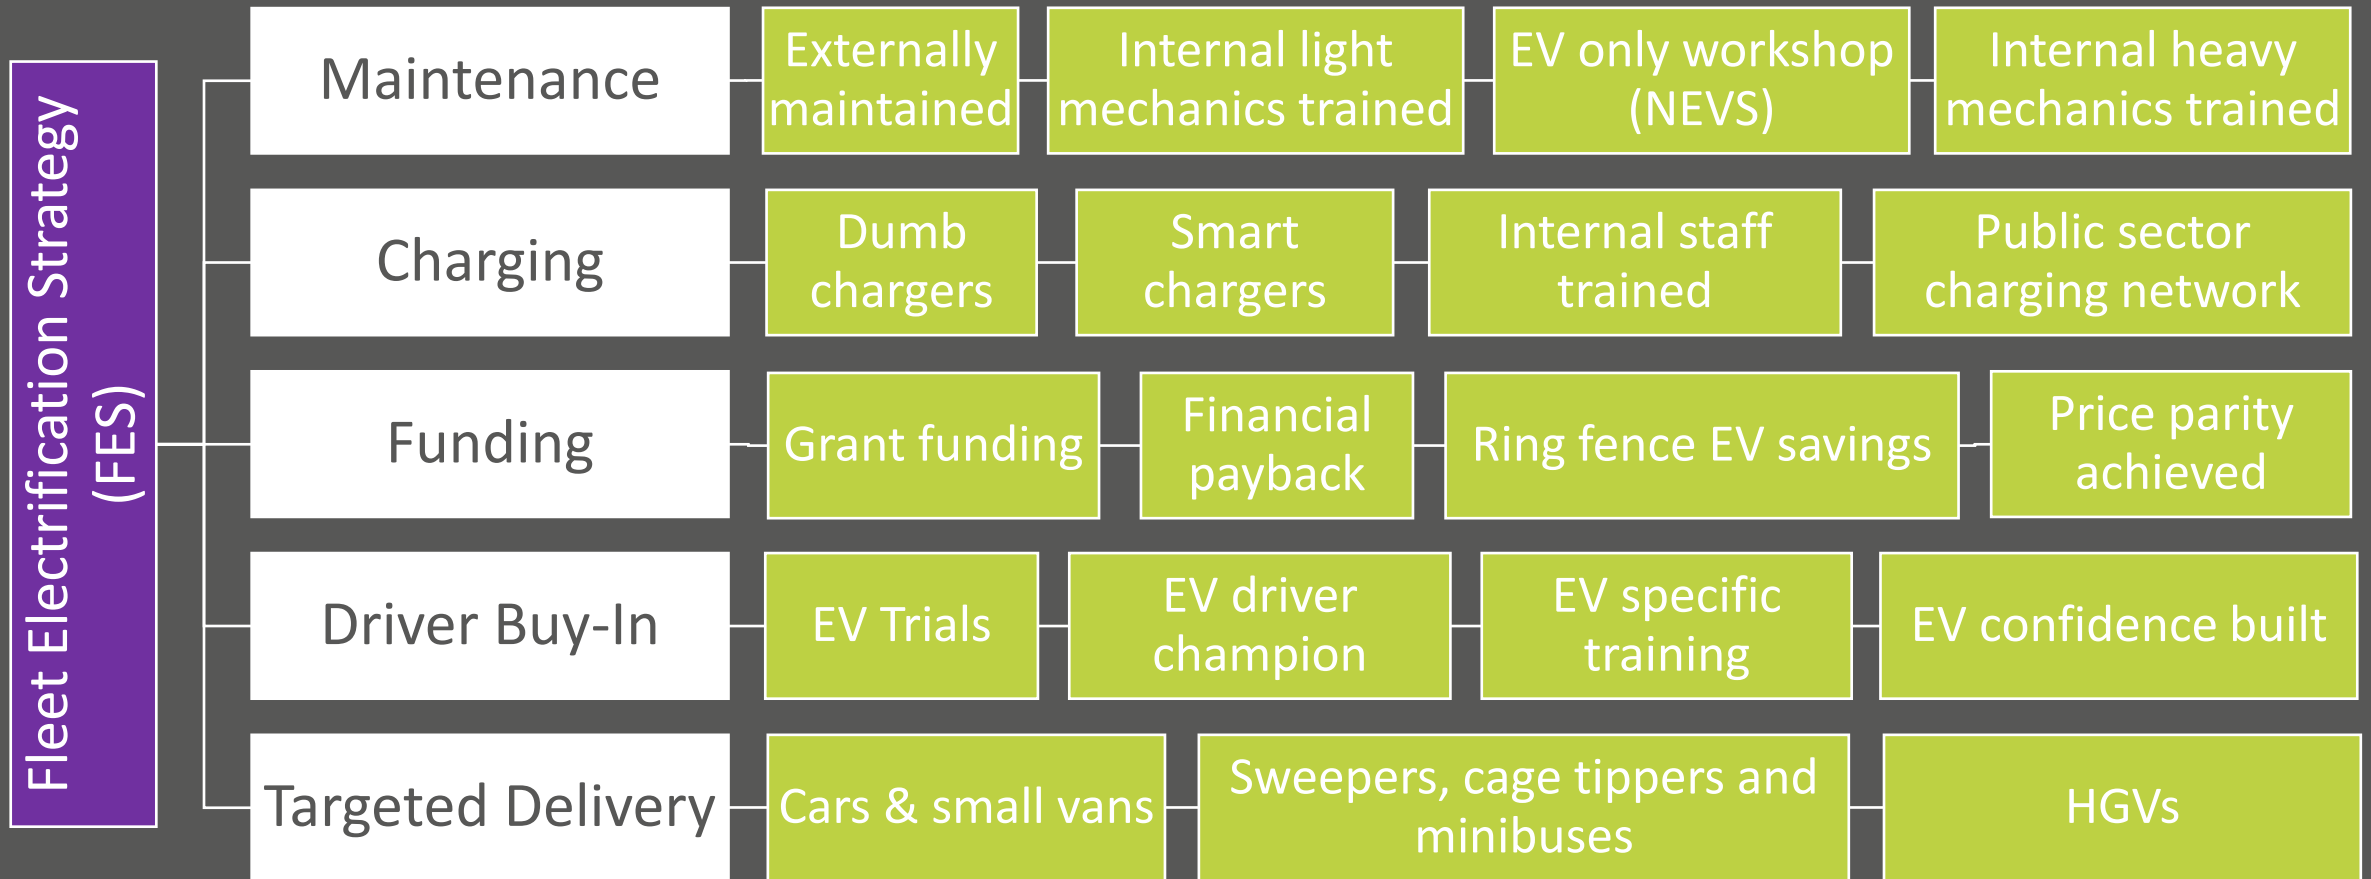 Fleet Electrification Strategy
(FES)
Maintenance
Externally
maintained
Internal light
mechanics trained
EV only workshop
(NEVS)
Internal heavy
mechanics trained
Charging
Dumb
chargers
Smart
chargers
Internal staff
trained
Public sector
charging network
Funding
Grant funding
Financial
payback
Ring fence EV savings
Price parity
achieved
Driver Buy-In
EV Trials
EV driver
champion
EV specific
training
EV confidence built
Targeted Delivery
Cars & small vans
Sweepers, cage tippers and
minibuses
HGVs